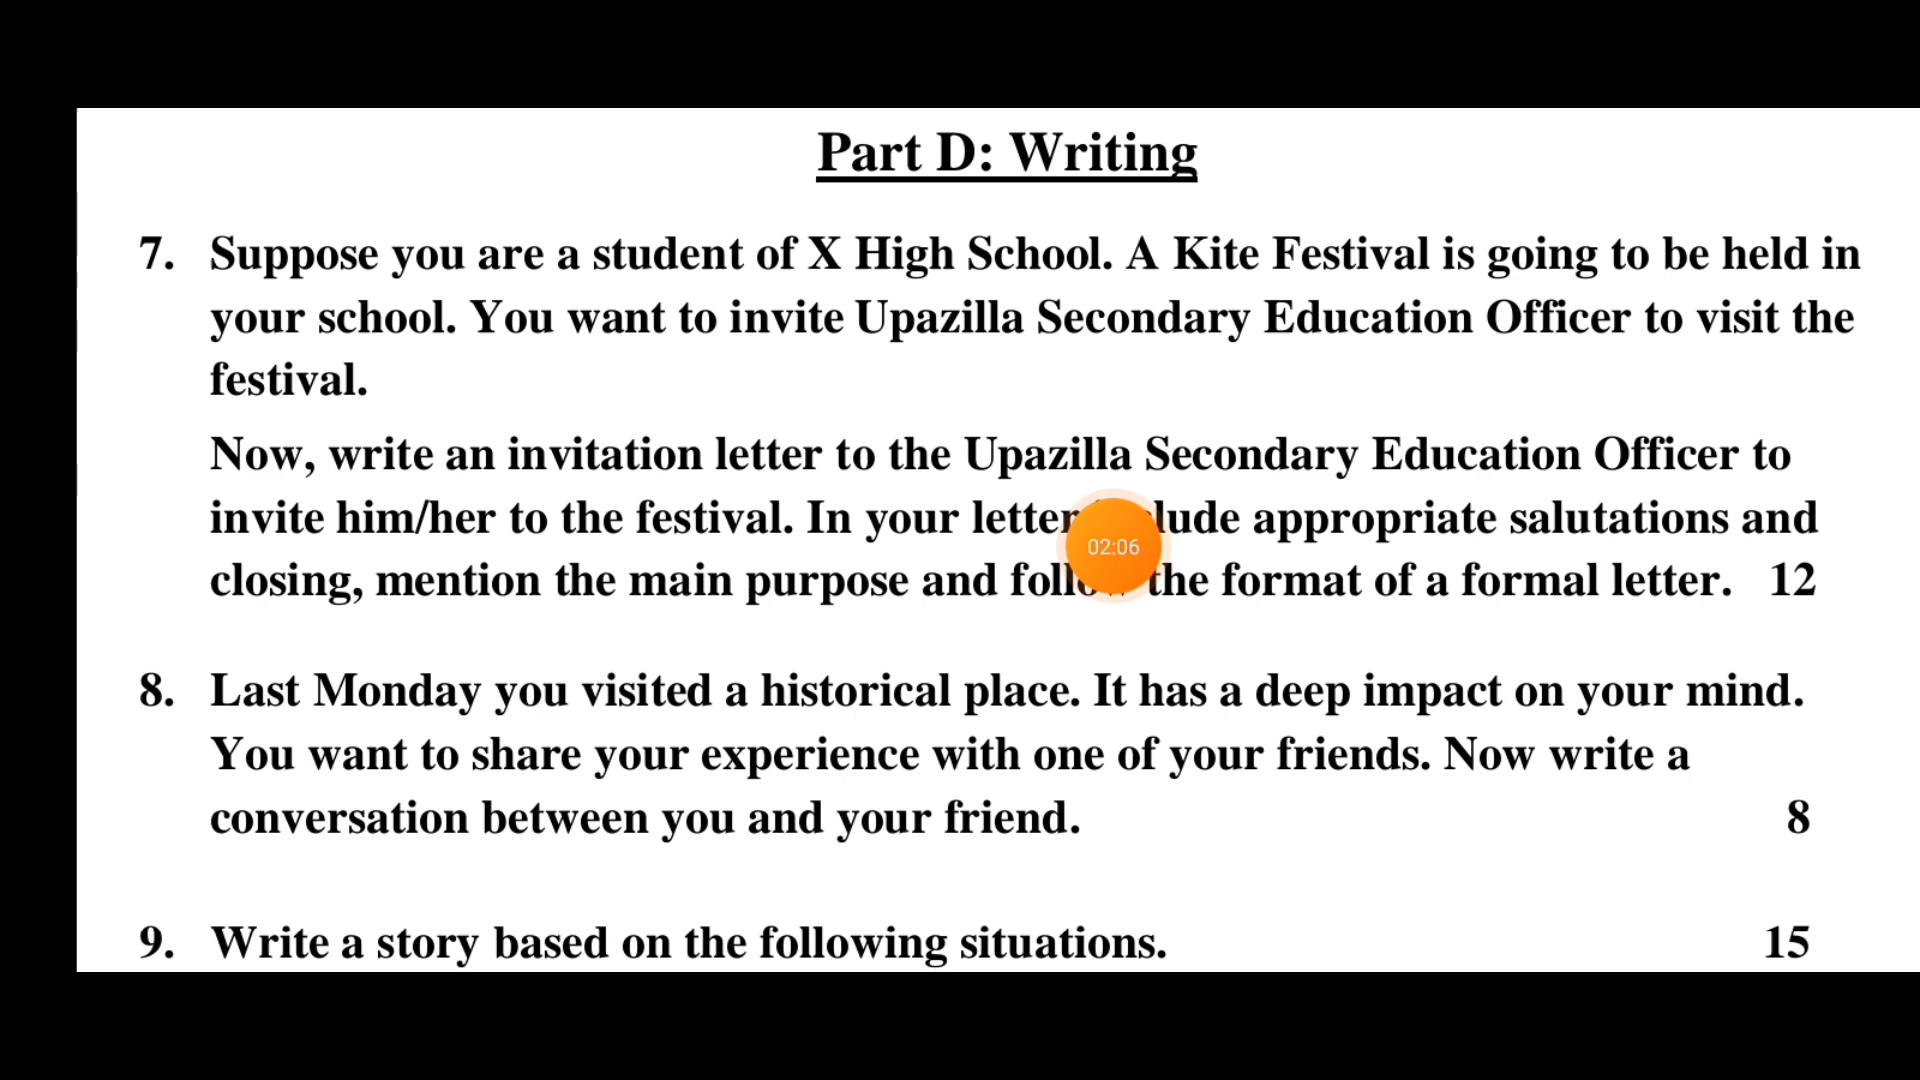 Part D: Writing
7. Suppose you are a student of X High School. A Kite Festival is going to be held in
your school. You want to invite Upazilla Secondary Education Officer to visit the
festival.
Now, write an invitation letter to the Upazilla Secondary Education Officer to
invite him/her to the festival. In your letter appropriate salutations and
closing, mention the main purpose and follow the format of a formal letter. 12
02:06
8. Last Monday you visited a historical place. It has a deep impact on your mind.
You want to share your experience with one of your friends. Now write a
conversation between you and your friend. 8
9. Write a story based on the following situations. 15